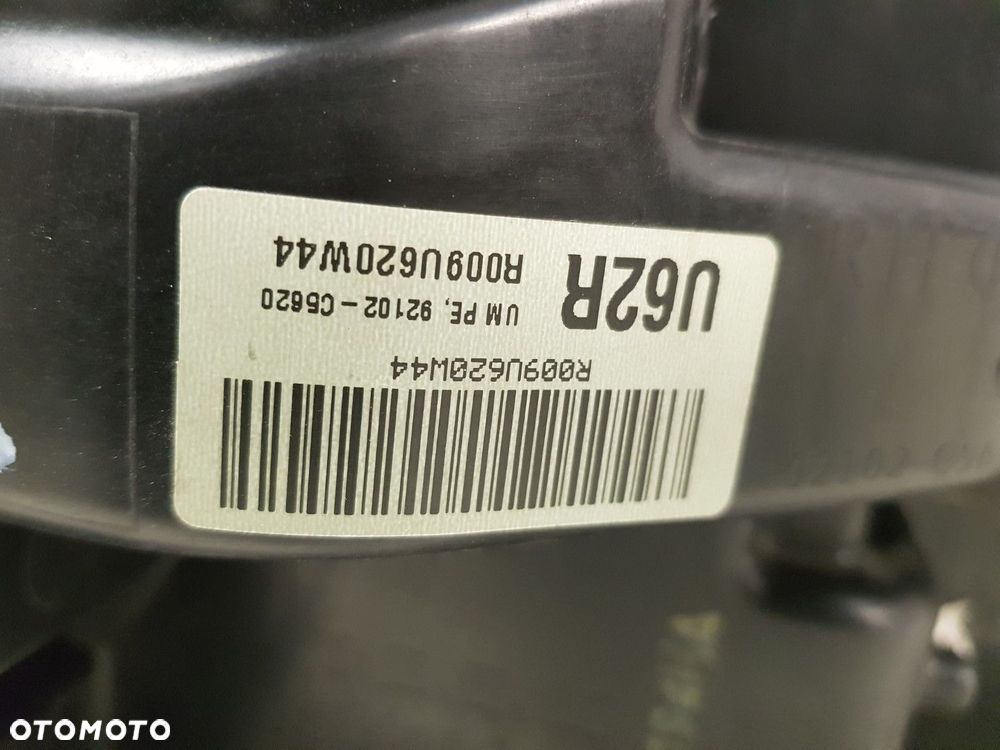 R009U620W44
U62R
UM PE, 92102-C5620
R009U620W44
OTOMOTO